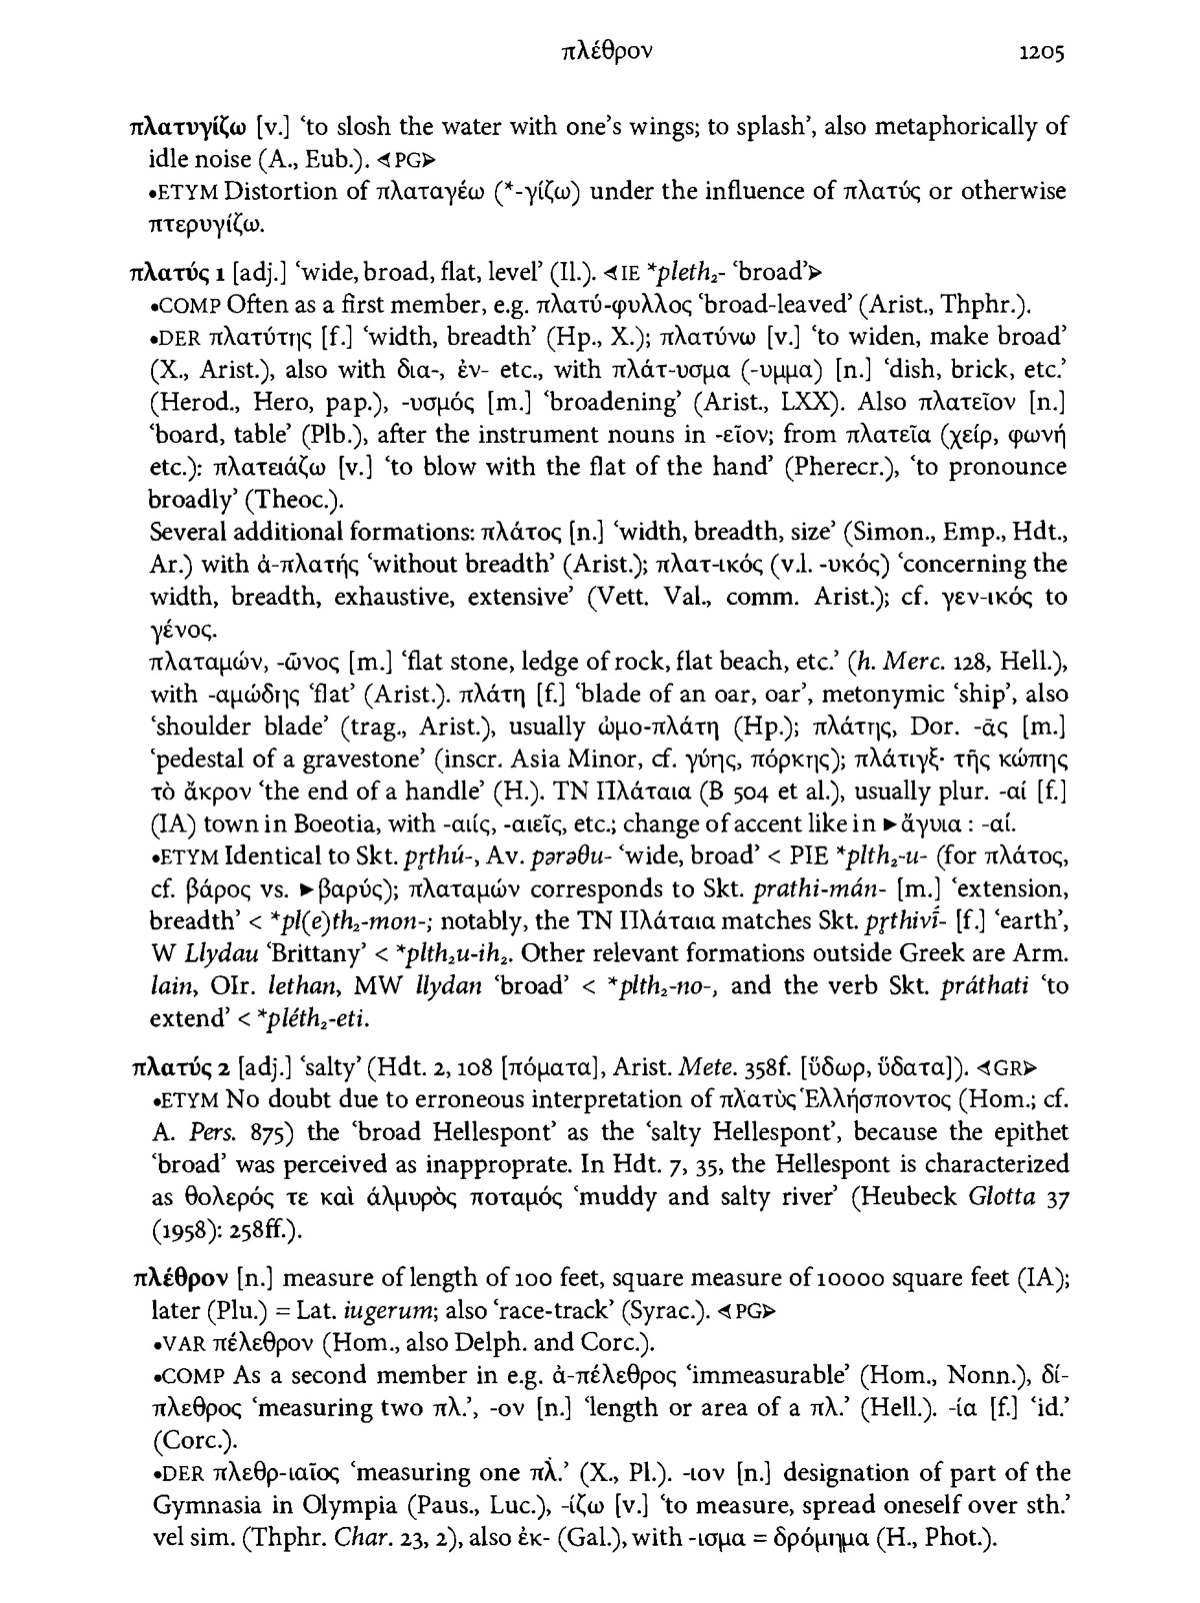 πλέθρον 1205
πλατυγίζω [v.] ‘to slosh the water with one’s wings; to splash’, also metaphorically of
idle noise (A., Eub.). ⊲PG⊳
•ETYM Distortion of πλαταγέω (*-γίζω) under the influence of πλατύς or otherwise
πτερυγίζω.
πλατύς 1 [adj.] ‘wide, broad, flat, level’ (Il.). ⊲IE *pleth₂- ‘broad’⊳
•COMP Often as a first member, e.g. πλατύ-φυλλος ‘broad-leaved’ (Arist., Thphr.).
•DER πλατύτης [f.] ‘width, breadth’ (Hp., X.); πλατύνω [v.] ‘to widen, make broad’
(X., Arist.), also with δια-, ἐν- etc., with πλάτ-υσμα (-υμμα) [n.] ‘dish, brick, etc.’
(Herod., Hero, pap.), -υσμός [m.] ‘broadening’ (Arist., LXX). Also πλατεῖον [n.]
‘board, table’ (Plb.), after the instrument nouns in -εῖον; from πλατεῖα (χείρ, φωνή
etc.): πλατειάζω [v.] ‘to blow with the flat of the hand’ (Pherecr.), ‘to pronounce
broadly’ (Theoc.).
Several additional formations: πλάτος [n.] ‘width, breadth, size’ (Simon., Emp., Hdt.,
Ar.) with ἀ-πλατής ‘without breadth’ (Arist.); πλατ-ικός (v.l. -υκός) ‘concerning the
width, breadth, exhaustive, extensive’ (Vett. Val., comm. Arist.); cf. γεν-ικός to
γένος.
πλαταμών, -ῶνος [m.] ‘flat stone, ledge of rock, flat beach, etc.’ (h. Merc. 128, Hell.),
with -αμώδης ‘flat’ (Arist.). πλάτη [f.] ‘blade of an oar, oar’, metonymic ‘ship’, also
‘shoulder blade’ (trag., Arist.), usually ὠμο-πλάτη (Hp.); πλάτης, Dor. -ᾶς [m.]
‘pedestal of a gravestone’ (inscr. Asia Minor, cf. γύης, πόρκης); πλάτιγξ· τῆς κώπης
τὸ ἄκρον ‘the end of a handle’ (H.). TN Πλάταια (B 504 et al.), usually plur. -αί [f.]
(IA) town in Boeotia, with -αιίς, -αιεῖς, etc.; change of accent like in ►ἄγυια : -αί.
•ETYM Identical to Skt. pṛthú-, Av. pərəθu- ‘wide, broad’ < PIE *plth₂-u- (for πλάτος,
cf. βάρος vs. ►βαρύς); πλαταμών corresponds to Skt. prathi-mán- [m.] ‘extension,
breadth’ < *pl(e)th₂-mon-; notably, the TN Πλάταια matches Skt. pṛthivī́- [f.] ‘earth’,
W Llydau ‘Brittany’ < *plth₂u-ih₂. Other relevant formations outside Greek are Arm.
lain, OIr. lethan, MW llydan ‘broad’ < *plth₂-no-, and the verb Skt. práthati ‘to
extend’ < *pléth₂-eti.
πλατύς 2 [adj.] ‘salty’ (Hdt. 2, 108 [πόματα], Arist. Mete. 358f. [ὕδωρ, ὕδατα]). ⊲GR⊳
•ETYM No doubt due to erroneous interpretation of πλατὺς Ἑλλήσποντος (Hom.; cf.
A. Pers. 875) the ‘broad Hellespont’ as the ‘salty Hellespont’, because the epithet
‘broad’ was perceived as inapproprate. In Hdt. 7, 35, the Hellespont is characterized
as θολερός τε καὶ ἁλμυρὸς ποταμός ‘muddy and salty river’ (Heubeck Glotta 37
(1958): 258ff.).
πλέθρον [n.] measure of length of 100 feet, square measure of 10000 square feet (IA);
later (Plu.) = Lat. iugerum; also ‘race-track’ (Syrac.). ⊲PG⊳
•VAR πέλεθρον (Hom., also Delph. and Corc.).
•COMP As a second member in e.g. ἀ-πέλεθρος ‘immeasurable’ (Hom., Nonn.), δί-
πλεθρος ‘measuring two πλ.’, -ον [n.] ‘length or area of a πλ.’ (Hell.). -ία [f.] ‘id.’
(Corc.).
•DER πλεθρ-ιαῖος ‘measuring one πλ.’ (X., Pl.). -ιον [n.] designation of part of the
Gymnasia in Olympia (Paus., Luc.), -ίζω [v.] ‘to measure, spread oneself over sth.’
vel sim. (Thphr. Char. 23, 2), also ἐκ- (Gal.), with -ισμα = δρόμημα (H., Phot.).